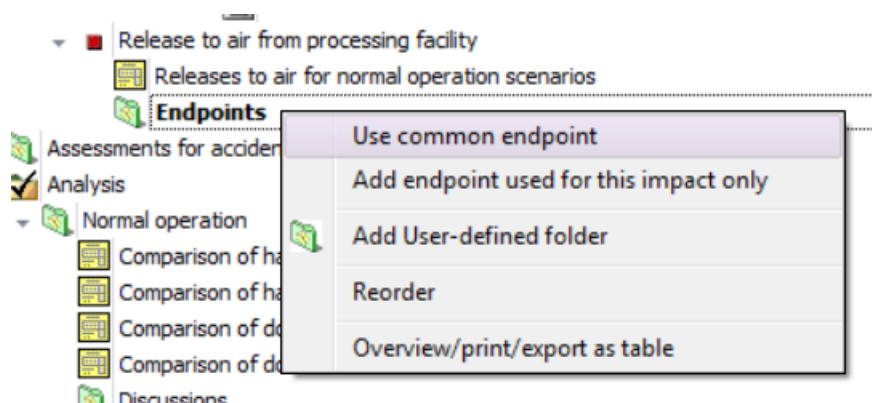 Release to air from processing facility
Releases to air for normal operation scenarios
Endpoints
Use common endpoint
Assessments for acciden
Add endpoint used for this impact only
Analysis
Normal operation
Add User-defined folder
Comparison of ha
Comparison of ha
Reorder
Comparison of do
Overview/print/export as table
Comparison of do
Discussions